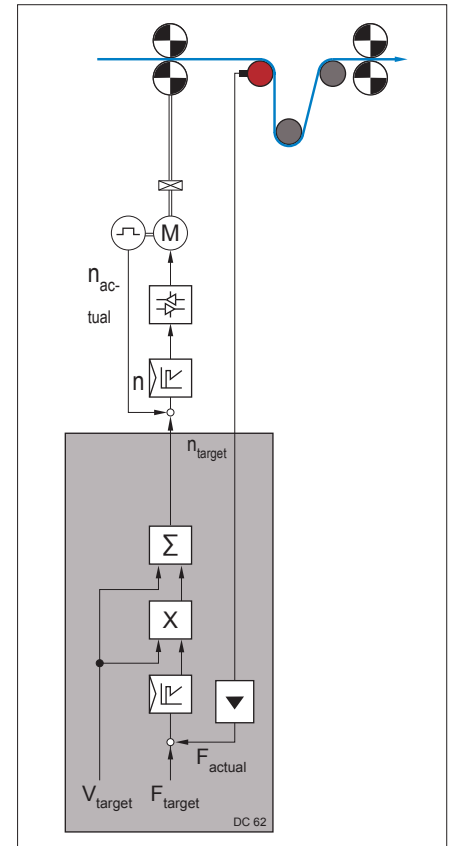 M
n ac-
tual
n
n target
Σ
X
F actual
V target F target
DC 62